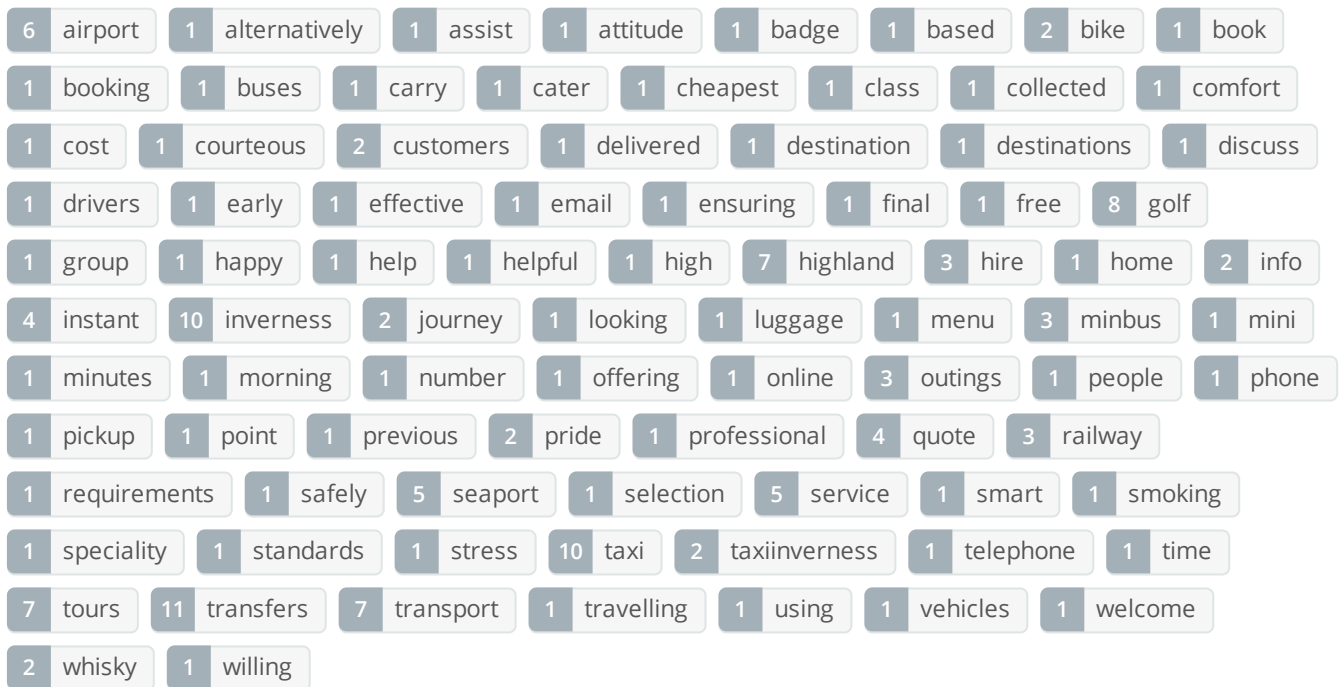 6 airport 1 alternatively 1 assist 1 attitude 1 badge 1 based 2 bike 1 book
1 booking 1 buses 1 carry 1 cater 1 cheapest 1 class 1 collected 1 comfort
1 cost 1 courteous 2 customers 1 delivered 1 destination 1 destinations 1 discuss
1 drivers 1 early 1 effective 1 email 1 ensuring 1 final 1 free 8 golf
1 group 1 happy 1 help 1 helpful 1 high 7 highland 3 hire 1 home 2 info
4 instant 10 inverness 2 journey 1 looking 1 luggage 1 menu 3 minbus 1 mini
1 minutes 1 morning 1 number 1 offering 1 online 3 outings 1 people 1 phone
1 pickup 1 point 1 previous 2 pride 1 professional 4 quote 3 railway
1 requirements 1 safely 5 seaport 1 selection 5 service 1 smart 1 smoking
1 speciality 1 standards 1 stress 10 taxi 2 taxiinverness 1 telephone 1 time
7 tours 11 transfers 7 transport 1 travelling 1 using 1 vehicles 1 welcome
2 whisky 1 willing